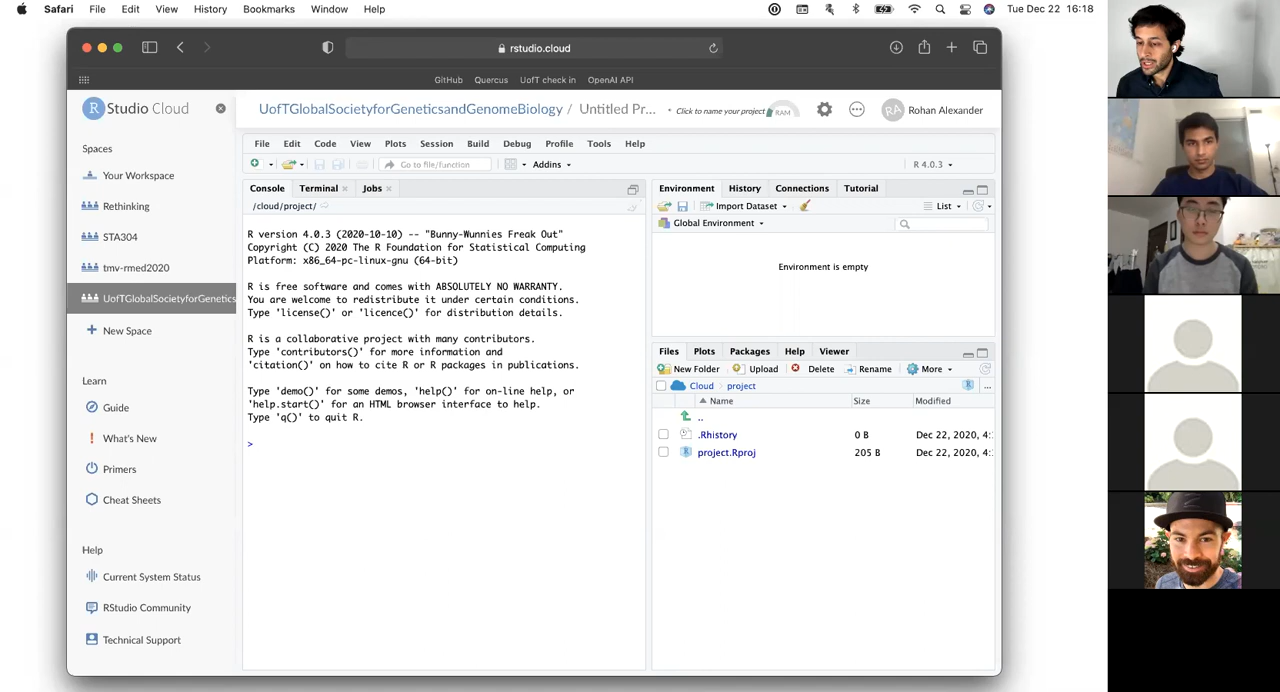 Safari File Edit View History Bookmarks Window Help Tue Dec 22 16:18
rstudio.cloud
GitHub Quercus UofT check in OpenAI API
R Studio Cloud
UofTGlobalSocietyforGeneticsandGenomeBiology / Untitled Pr... Click to name your project RAM RA Rohan Alexander
Spaces
Your Workspace
Rethinking
STA304
tmv-rmed2020
UofTGlobalSocietyforGenetics
New Space
Learn
Guide
What's New
Primers
Cheat Sheets
Help
Current System Status
RStudio Community
Technical Support
File Edit Code View Plots Session Build Debug Profile Tools Help
Go to file/function Addins R 4.0.3
Console Terminal Jobs
/cloud/project/
R version 4.0.3 (2020-10-10) -- "Bunny-Wunnies Freak Out"
Copyright (C) 2020 The R Foundation for Statistical Computing
Platform: x86_64-pc-linux-gnu (64-bit)
R is free software and comes with ABSOLUTELY NO WARRANTY.
You are welcome to redistribute it under certain conditions.
Type 'license()' or 'licence()' for distribution details.
R is a collaborative project with many contributors.
Type 'contributors()' for more information and
'citation()' on how to cite R or R packages in publications.
Type 'demo()' for some demos, 'help()' for on-line help, or
'help.start()' for an HTML browser interface to help.
Type 'q()' to quit R.
>
Environment History Connections Tutorial
Import Dataset List
Global Environment
Environment is empty
Files Plots Packages Help Viewer
New Folder Upload Delete Rename More
Cloud project R ...
Name Size Modified
..
.Rhistory 0 B Dec 22, 2020, 4:
project.Rproj 205 B Dec 22, 2020, 4: